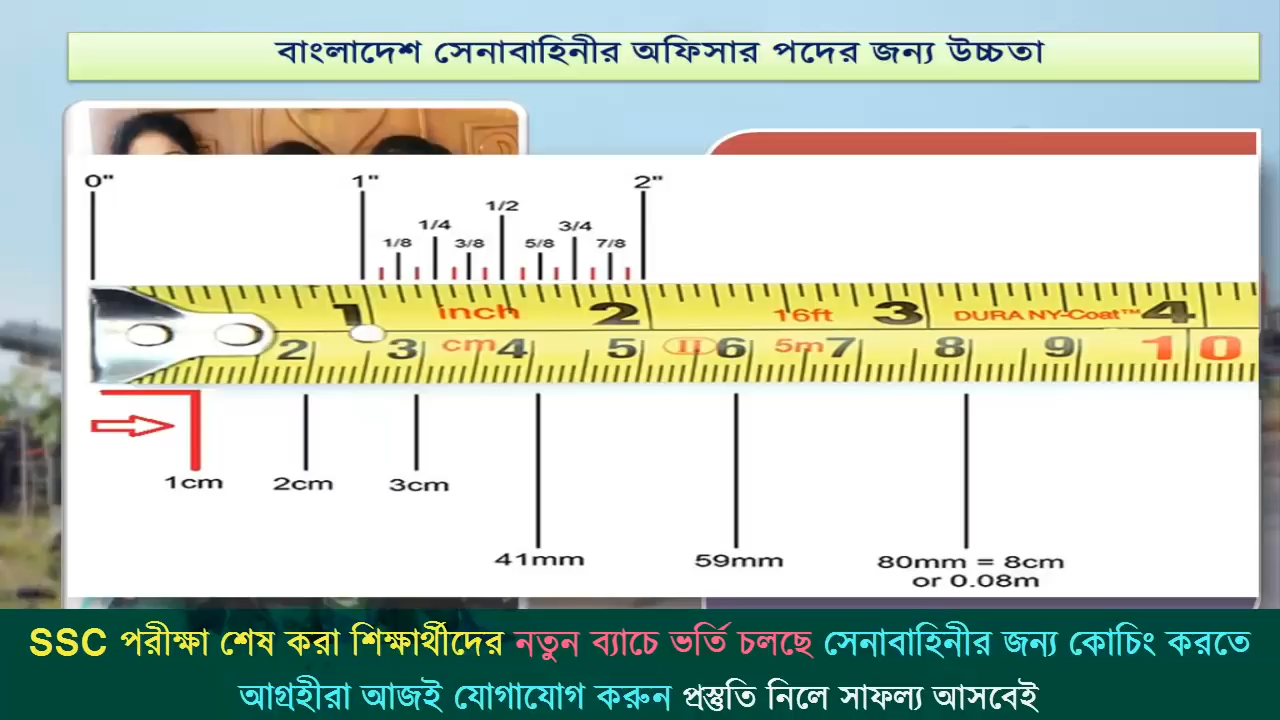 বাংলাদেশ সেনাবাহিনীর অফিসার পদের জন্য উচ্চতা
0" 1" 2"
1/2
1/4 3/4
1/8 3/8 5/8 7/8
1 inch 2 16ft 3 DURA NY-Coat™ 4
2 3 cm 4 5 II 6 5m 7 8 9 10
1cm 2cm 3cm
41mm 59mm 80mm = 8cm
or 0.08m
SSC পরীক্ষা শেষ করা শিক্ষার্থীদের নতুন ব্যাচে ভর্তি চলছে সেনাবাহিনীর জন্য কোচিং করতে
আগ্রহীরা আজই যোগাযোগ করুন প্রস্তুতি নিলে সাফল্য আসবেই